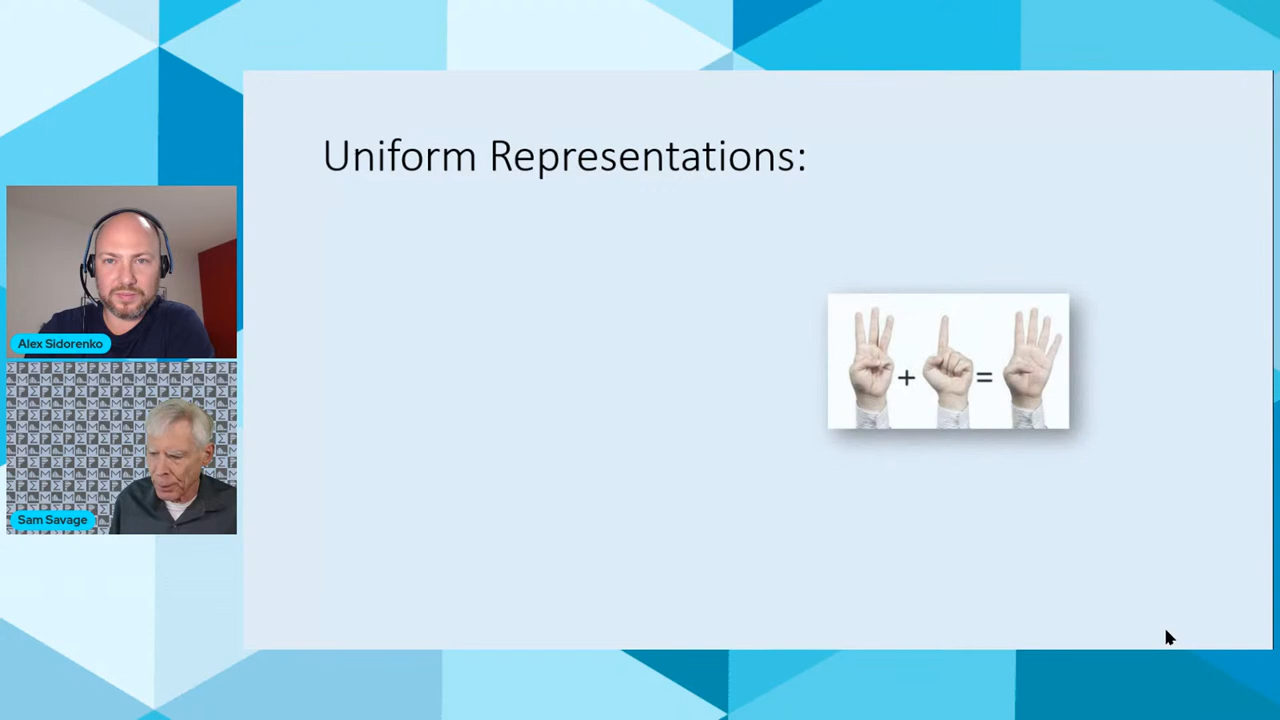 Uniform Representations:
+ =
Alex Sidorenko
Sam Savage